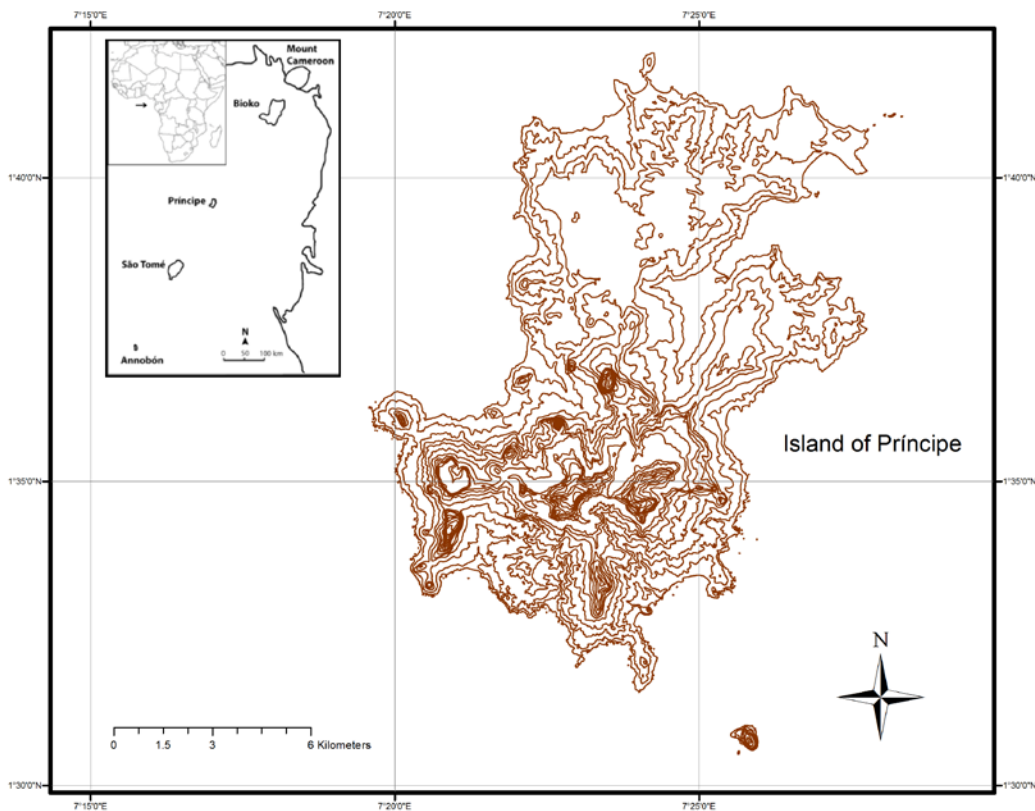 7°15'0"E 7°20'0"E 7°25'0"E
Mount
Cameroon
Bioko
Príncipe
São Tomé
Annobón
N
0 50 100 km
1°40'0"N 1°40'0"N
Island of Príncipe
1°35'0"N 1°35'0"N
N
0 1.5 3 6 Kilometers
1°30'0"N 1°30'0"N
7°15'0"E 7°20'0"E 7°25'0"E